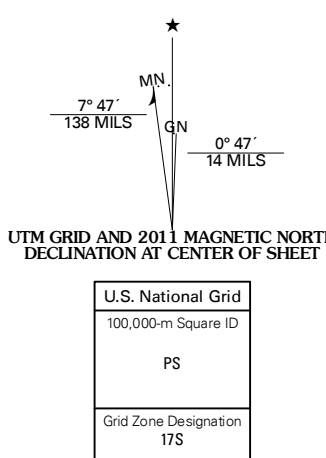 ★
MN.
7° 47´
138 MILS
GN
0° 47´
14 MILS
UTM GRID AND 2011 MAGNETIC NORT
DECLINATION AT CENTER OF SHEET
U.S. National Grid
100,000-m Square ID
PS
Grid Zone Designation
17S